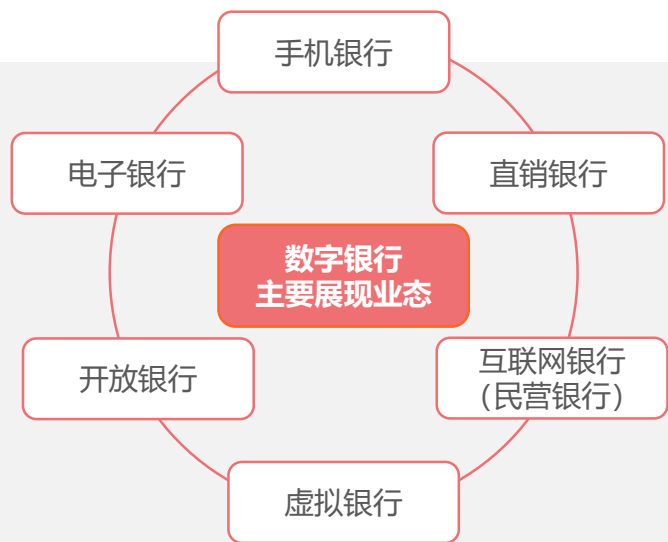 手机银行
电子银行
直销银行
数字银行
主要展现业态
开放银行
互联网银行
（民营银行）
虚拟银行